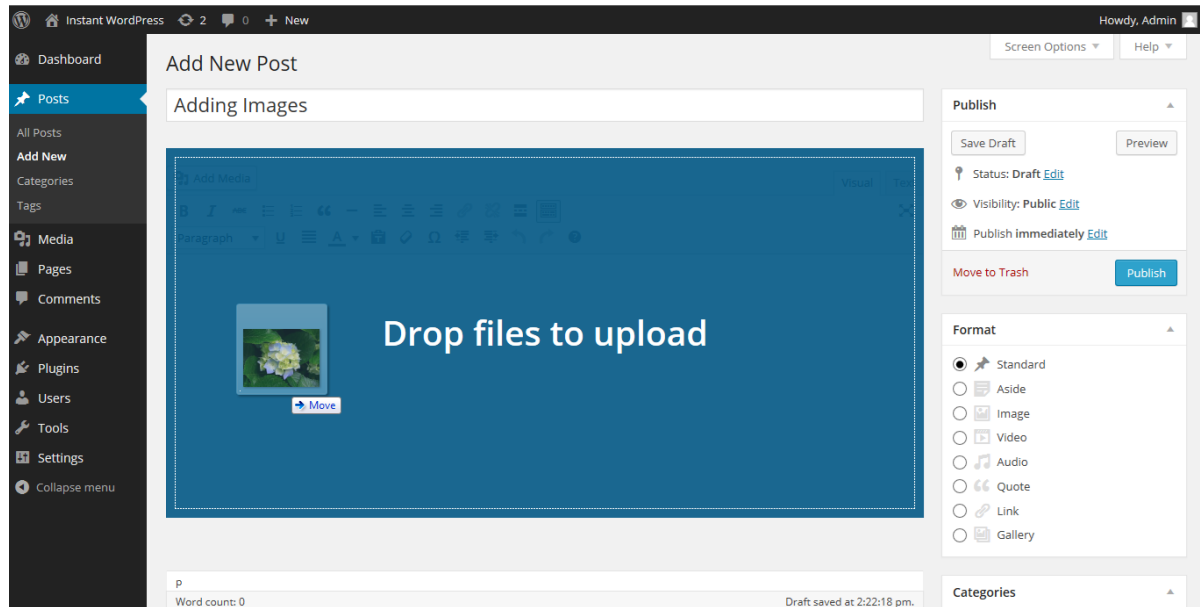 Instant WordPress 2 0 New Howdy, Admin
Screen Options Help
Dashboard
Posts
All Posts
Add New
Categories
Tags
Media
Pages
Comments
Appearance
Plugins
Users
Tools
Settings
Collapse menu
Add New Post
Adding Images
Add Media
Visual Text
Paragraph
Drop files to upload
Move
p
Word count: 0 Draft saved at 2:22:18 pm.
Publish
Save Draft Preview
Status: Draft Edit
Visibility: Public Edit
Publish immediately Edit
Move to Trash Publish
Format
Standard
Aside
Image
Video
Audio
Quote
Link
Gallery
Categories